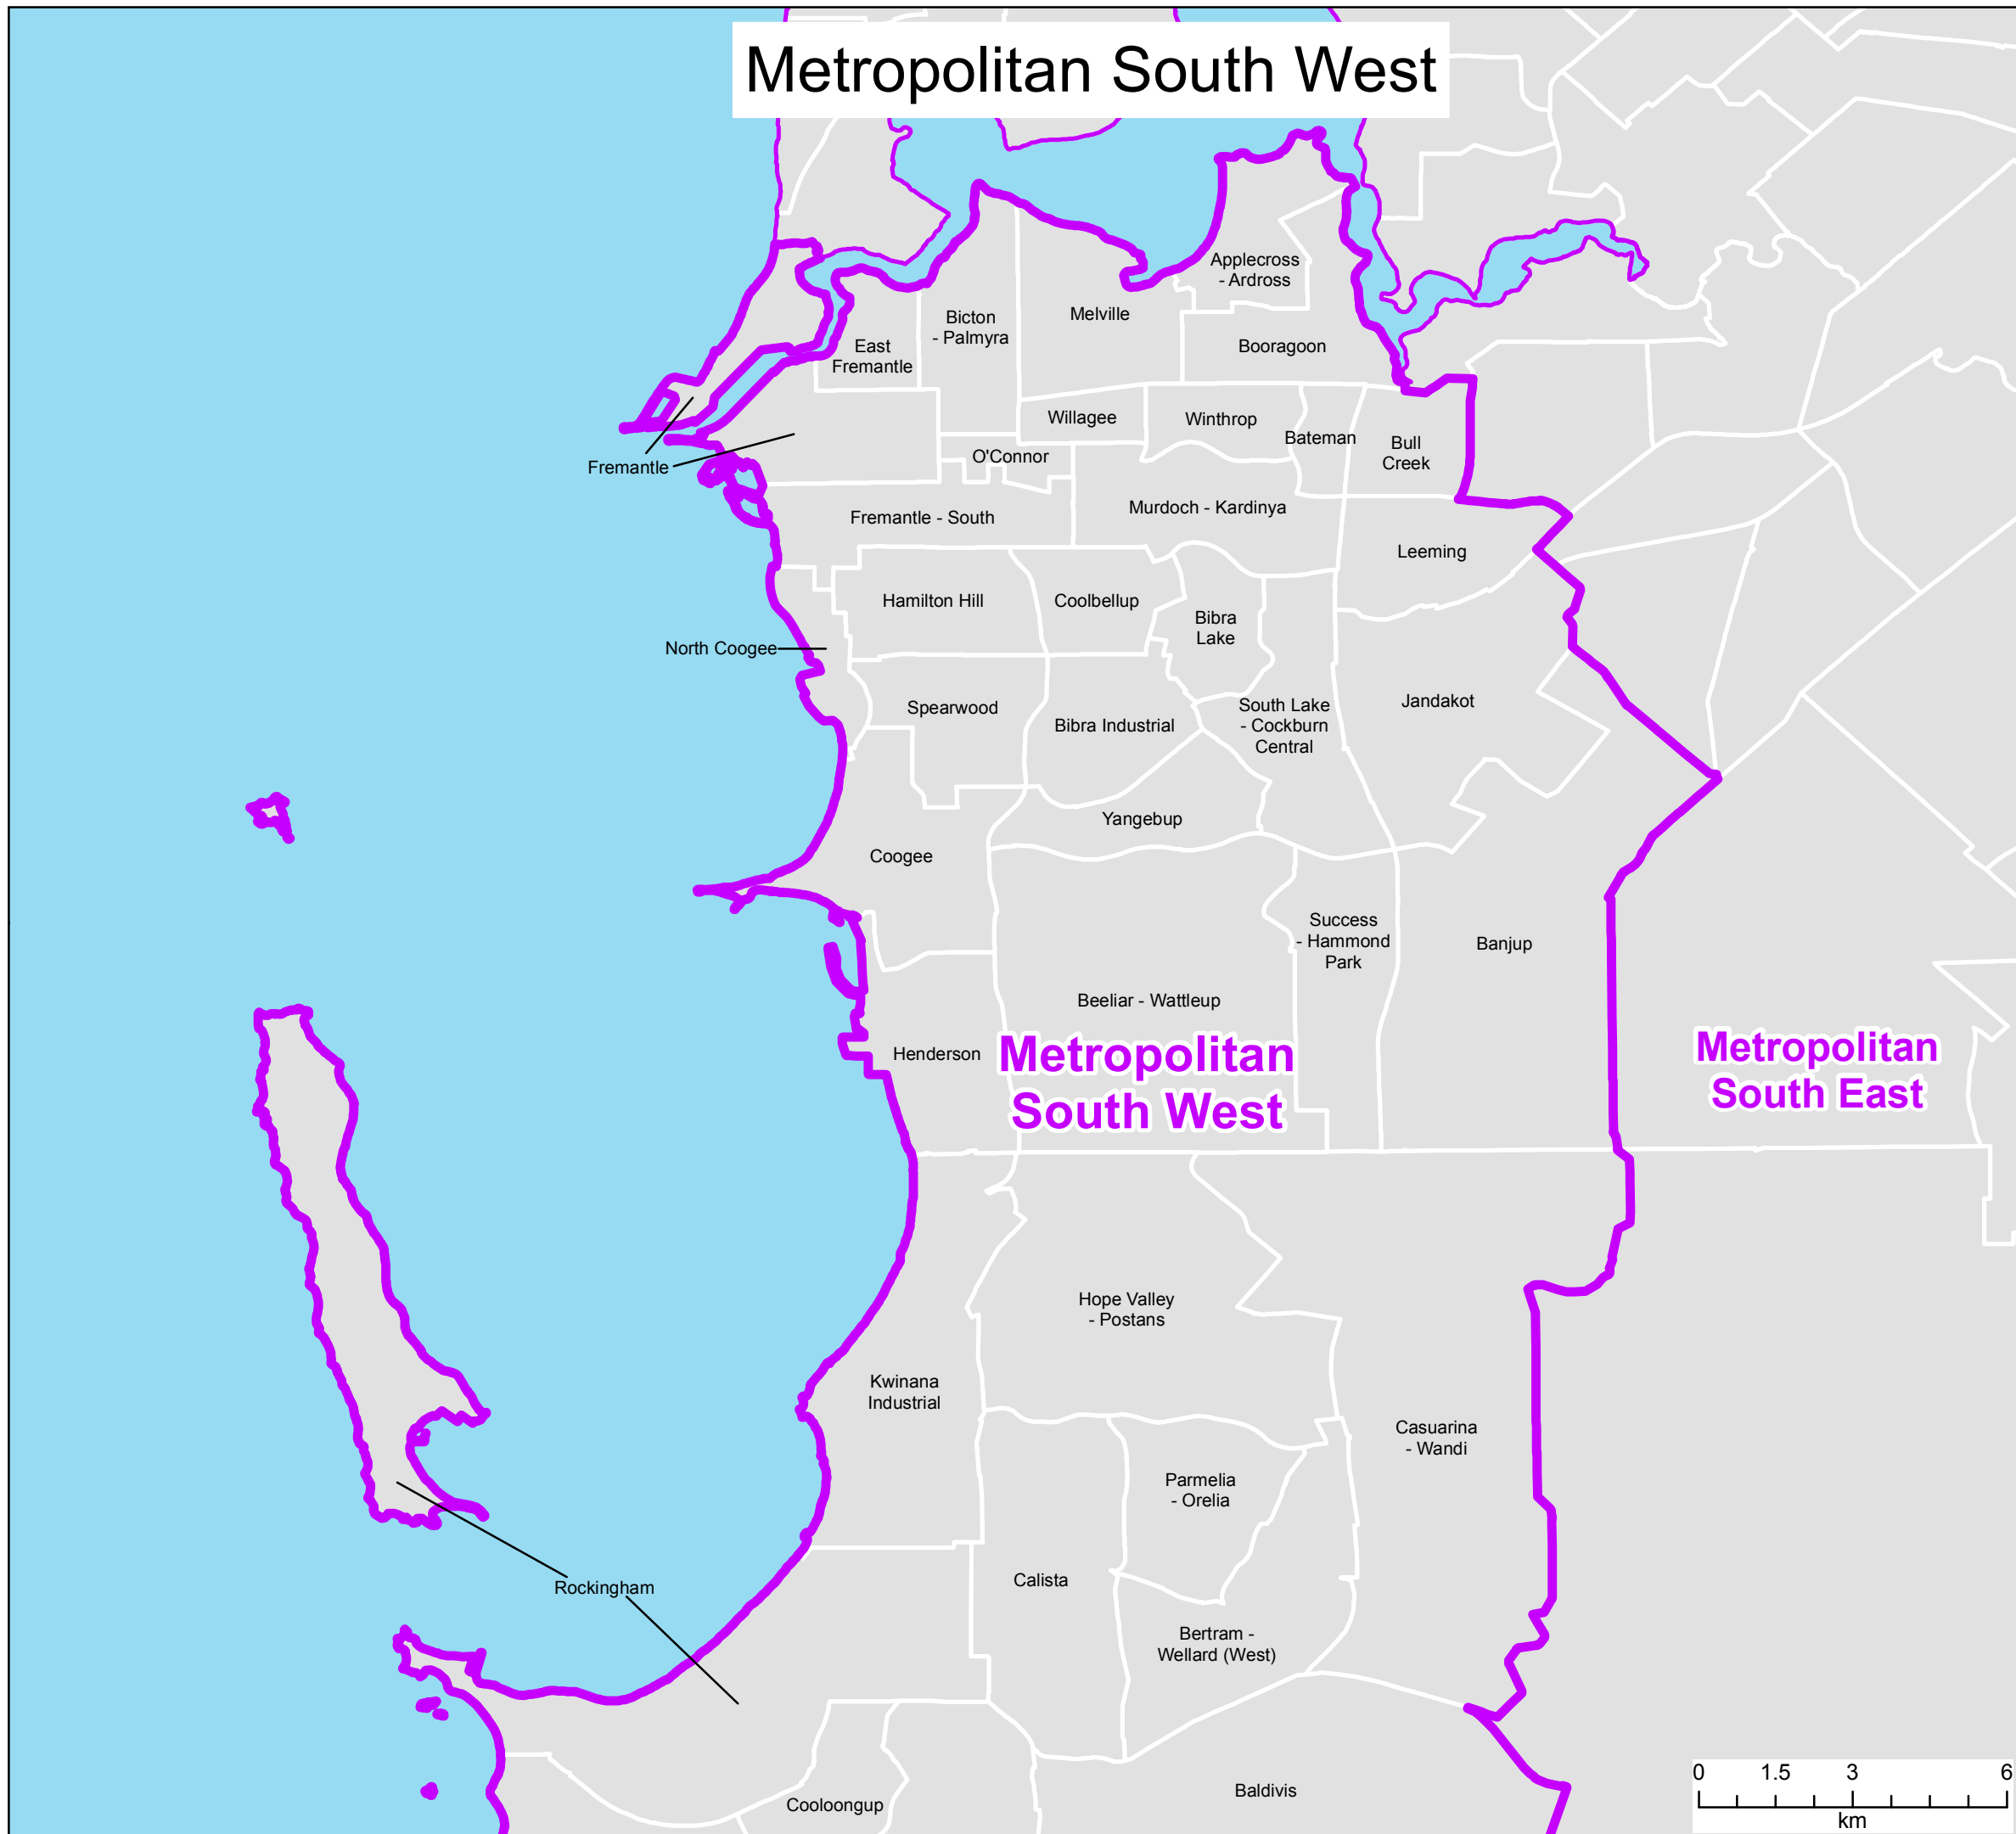 Metropolitan South West
Applecross
- Ardross
Bicton
- Palmyra
Melville
East
Fremantle
Booragoon
Willagee
Winthrop
Bateman
Bull
Creek
Fremantle
O'Connor
Fremantle - South
Murdoch - Kardinya
Leeming
Hamilton Hill
Coolbellup
Bibra
Lake
North Coogee
Spearwood
Bibra Industrial
South Lake
- Cockburn
Central
Jandakot
Yangebup
Coogee
Success
- Hammond
Park
Banjup
Beeliar - Wattleup
Henderson
Metropolitan
South West
Metropolitan
South East
Hope Valley
- Postans
Kwinana
Industrial
Casuarina
- Wandi
Parmelia
- Orelia
Rockingham
Calista
Bertram -
Wellard (West)
Cooloongup
Baldivis
0 1.5 3 6
km